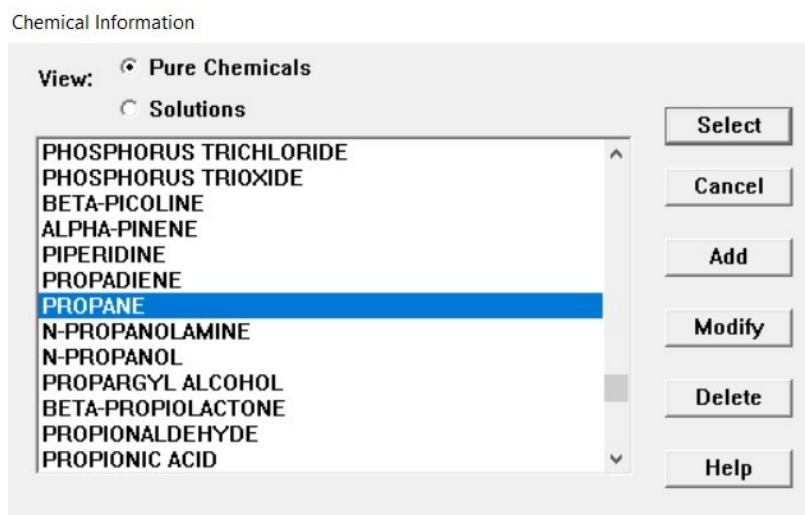 Chemical Information
View:
Pure Chemicals
Solutions
PHOSPHORUS TRICHLORIDE
PHOSPHORUS TRIOXIDE
BETA-PICOLINE
ALPHA-PINENE
PIPERIDINE
PROPADIENE
PROPANE
N-PROPANOLAMINE
N-PROPANOL
PROPARGYL ALCOHOL
BETA-PROPIOLACTONE
PROPIONALDEHYDE
PROPIONIC ACID
Select
Cancel
Add
Modify
Delete
Help